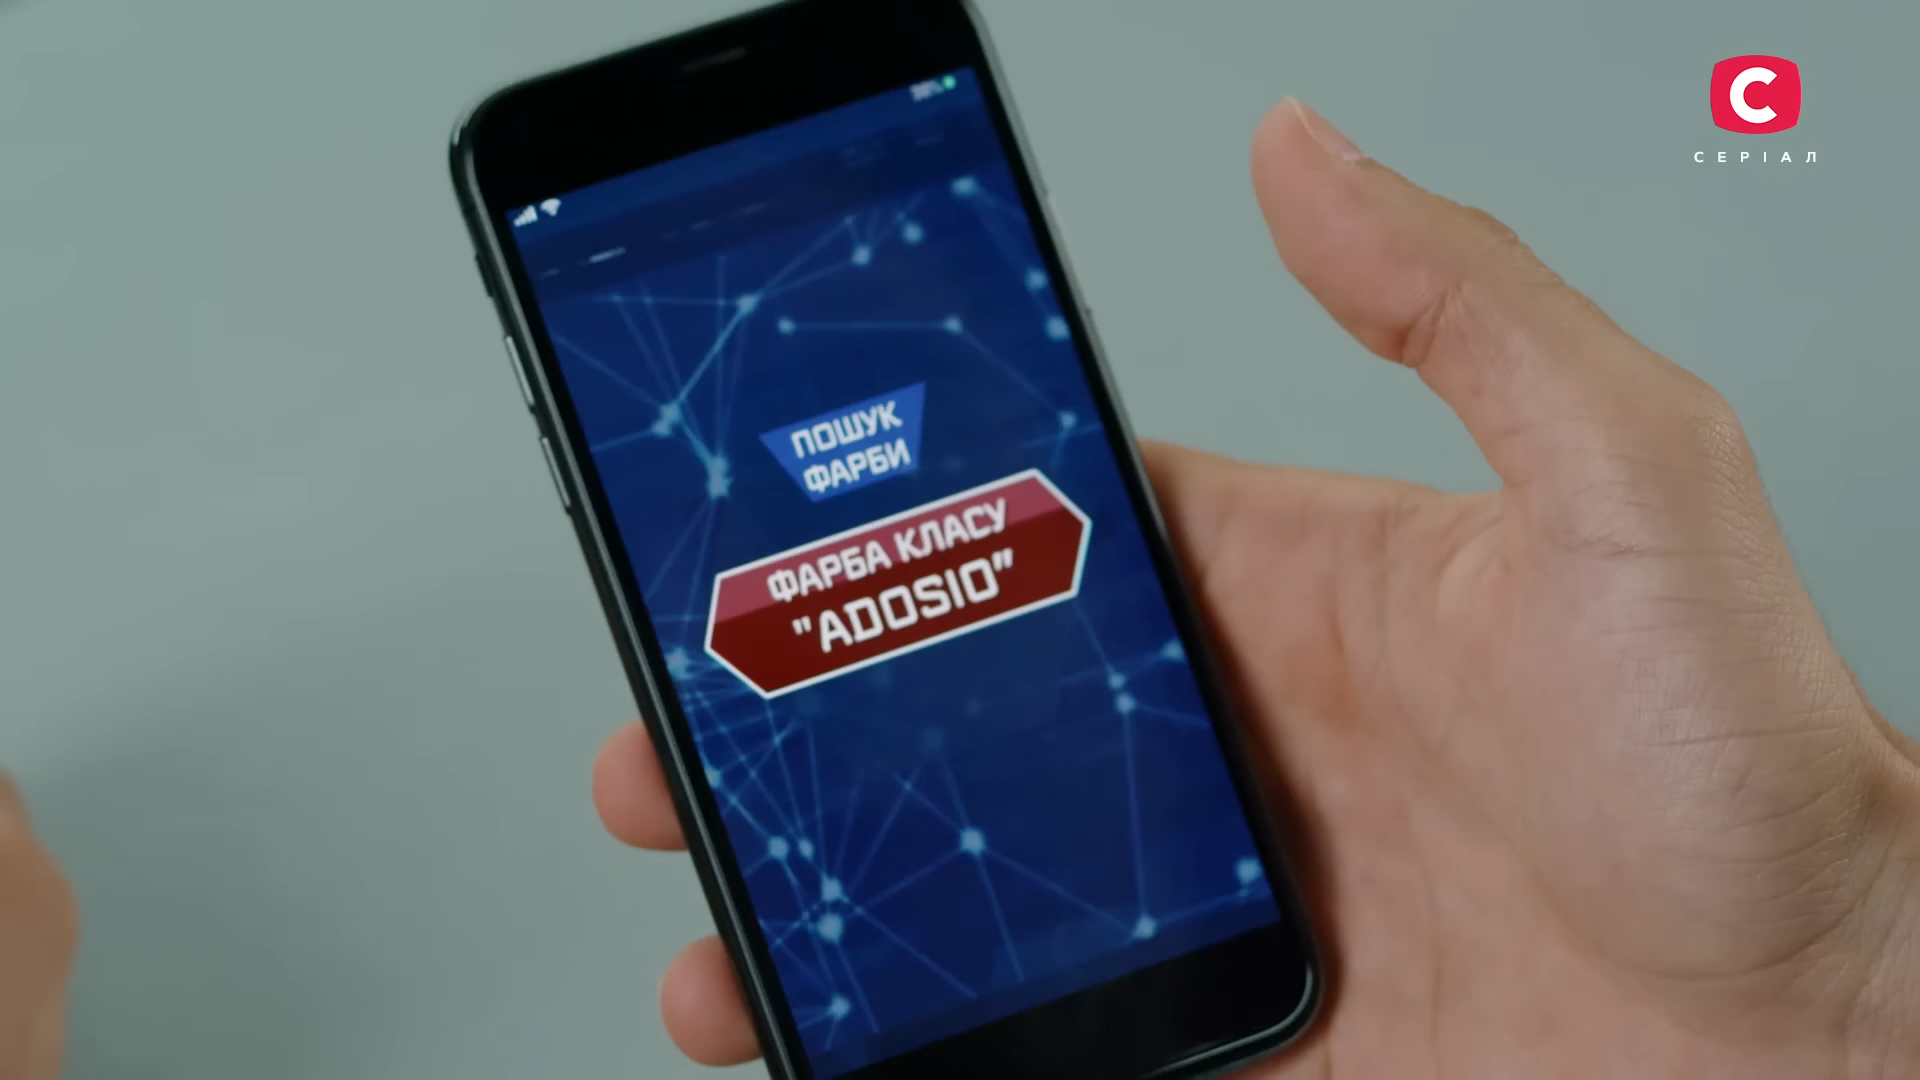 ПОШУК
ФАРБИ
ФАРБА КЛАСУ
"ADOSIO"
С
СЕРІАЛ